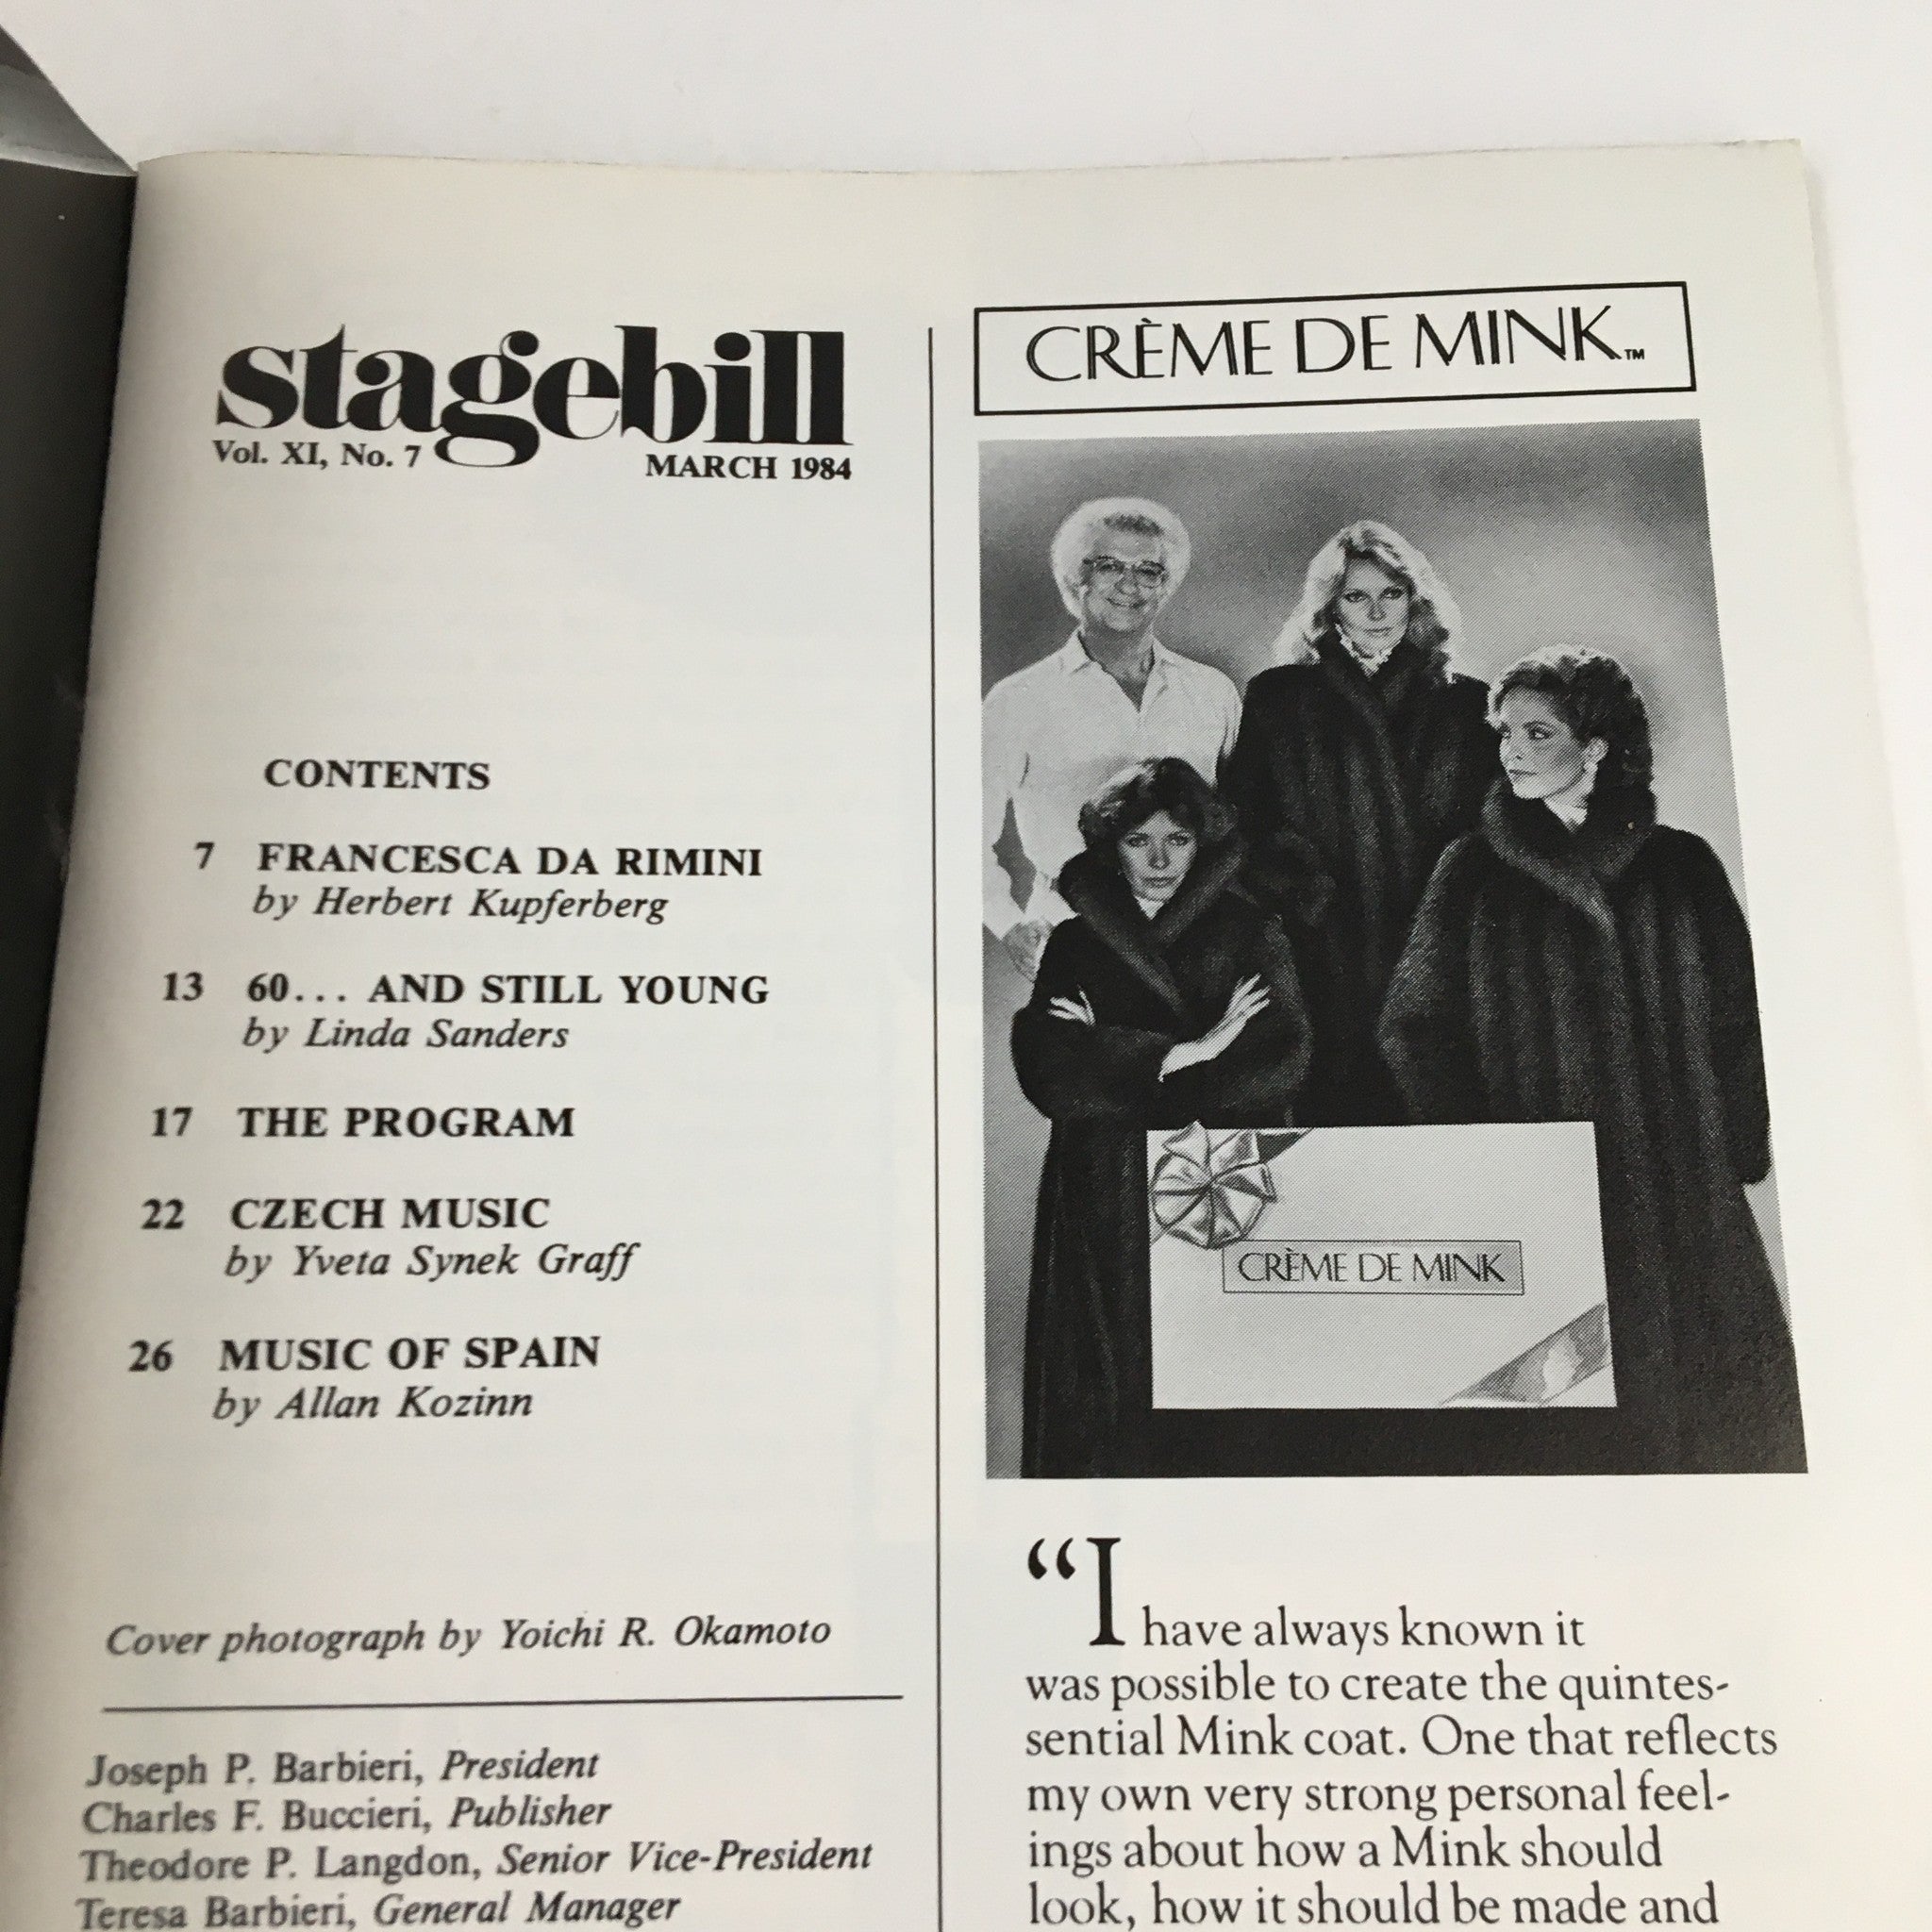 stagebill
Vol. XI, No. 7
MARCH 1984
CONTENTS
7 FRANCESCA DA RIMINI
by Herbert Kupferberg
13 60... AND STILL YOUNG
by Linda Sanders
17 THE PROGRAM
22 CZECH MUSIC
by Yveta Synek Graff
26 MUSIC OF SPAIN
by Allan Kozinn
Cover photograph by Yoichi R. Okamoto
Joseph P. Barbieri, President
Charles F. Buccieri, Publisher
Theodore P. Langdon, Senior Vice-President
Teresa Barbieri, General Manager
CRÈME DE MINK™
CRÈME DE MINK
“I have always known it
was possible to create the quintes-
sential Mink coat. One that reflects
my own very strong personal feel-
ings about how a Mink should
look, how it should be made and